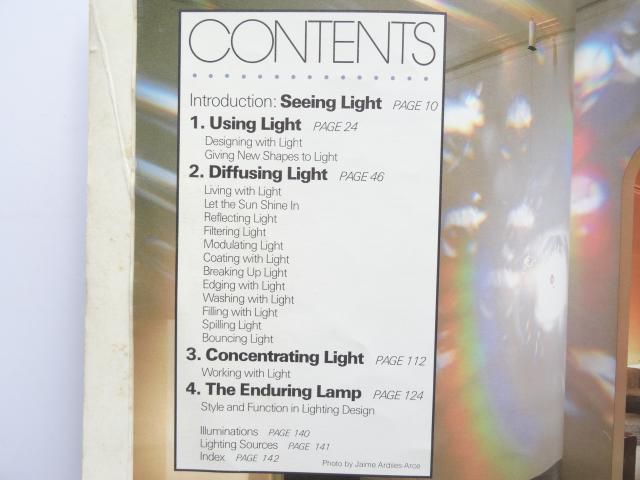 CONTENTS
Introduction: Seeing Light PAGE 10
1. Using Light PAGE 24
Designing with Light
Giving New Shapes to Light
2. Diffusing Light PAGE 46
Living with Light
Let the Sun Shine In
Reflecting Light
Filtering Light
Modulating Light
Coating with Light
Breaking Up Light
Edging with Light
Washing with Light
Filling with Light
Spilling Light
Bouncing Light
3. Concentrating Light PAGE 112
Working with Light
4. The Enduring Lamp PAGE 124
Style and Function in Lighting Design
Illuminations PAGE 140
Lighting Sources PAGE 141
Index PAGE 142
Photo by Jaime Ardiles-Arce